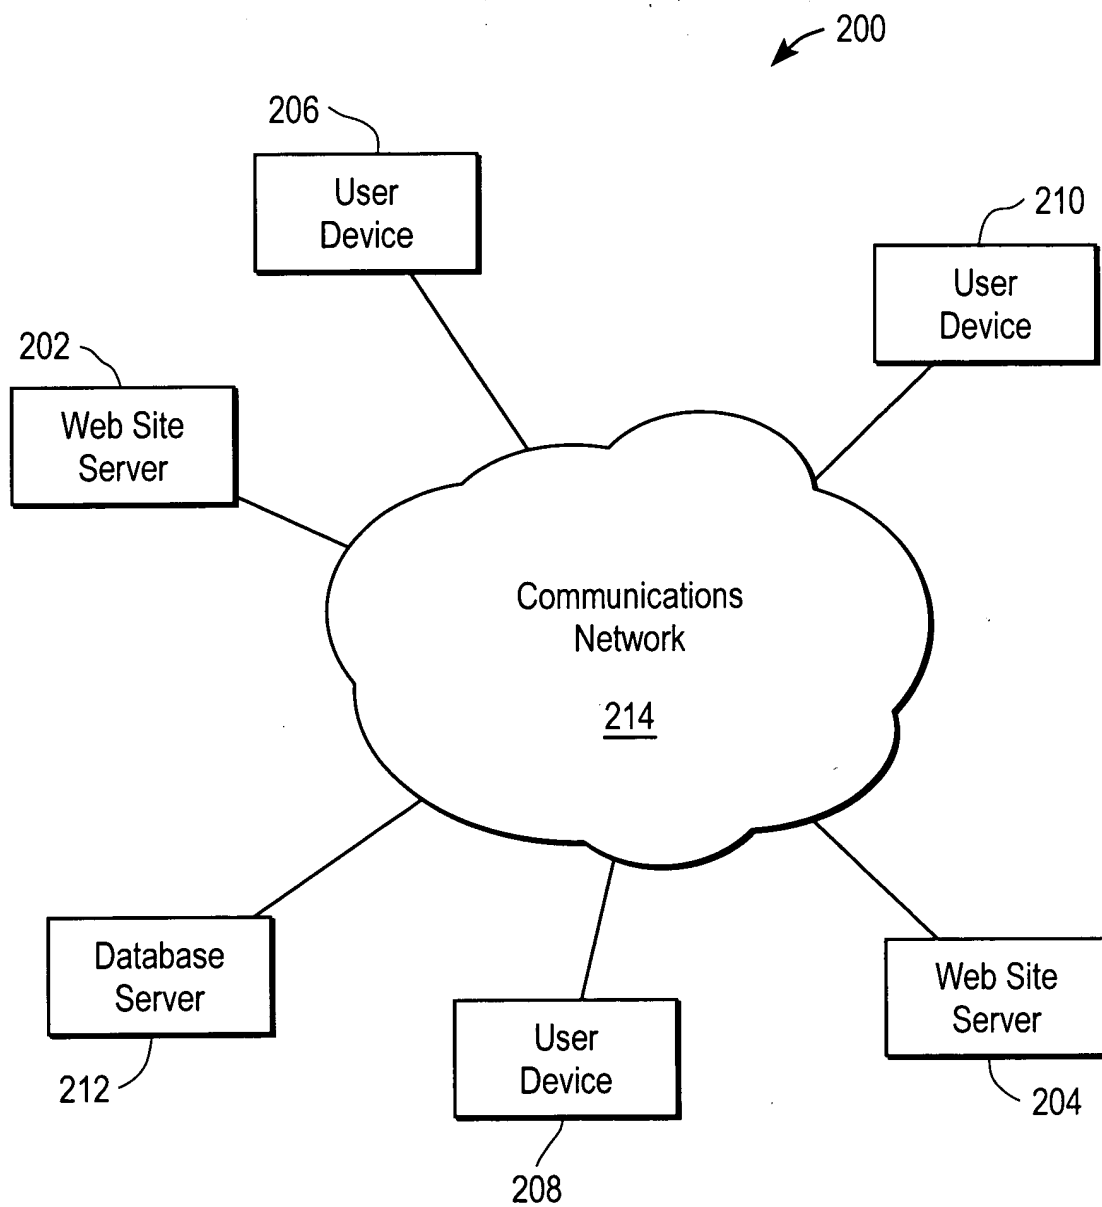 200
206
User
Device
210
User
Device
202
Web Site
Server
Communications
Network
214
Database
Server
212
User
Device
208
Web Site
Server
204